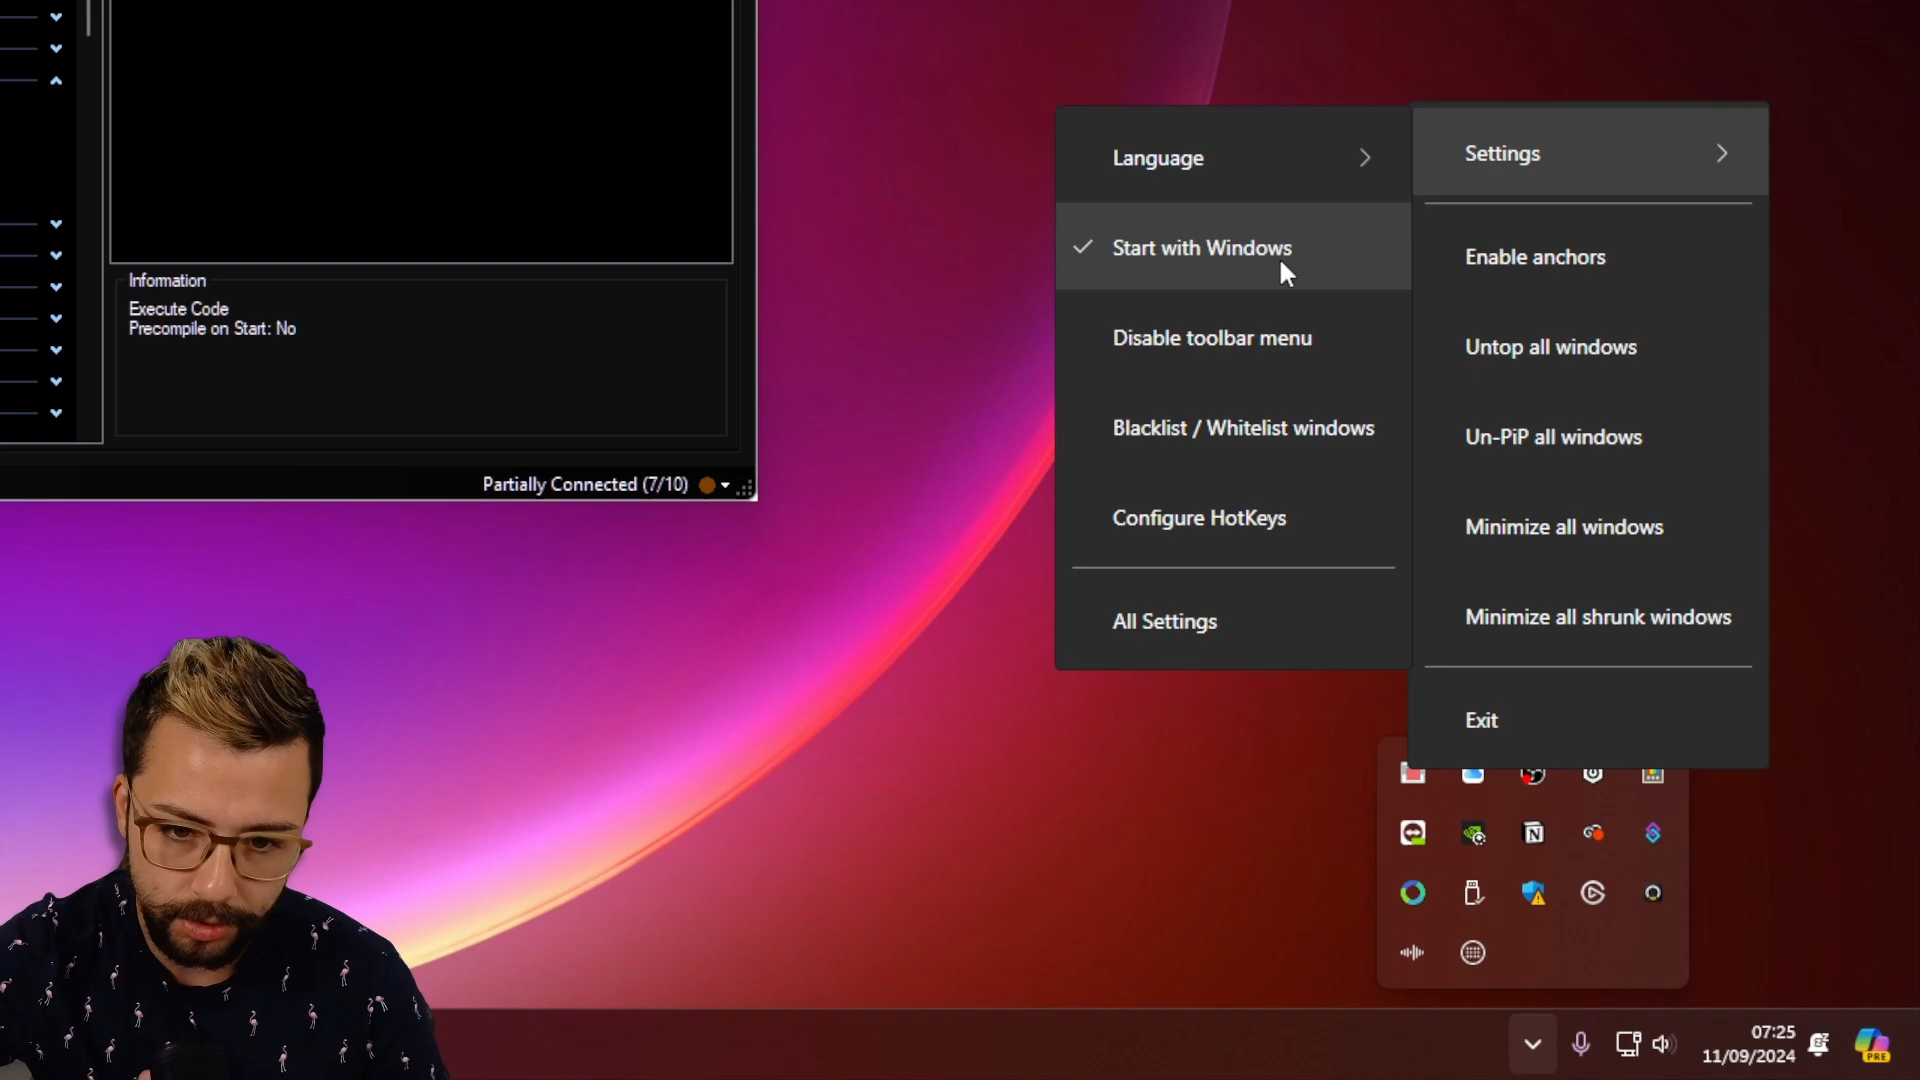 Information
Execute Code
Precompile on Start: No
Partially Connected (7/10)
Language
Start with Windows
Disable toolbar menu
Blacklist / Whitelist windows
Configure HotKeys
All Settings
Settings
Enable anchors
Untop all windows
Un-PiP all windows
Minimize all windows
Minimize all shrunk windows
Exit
07:25
11/09/2024
PRE